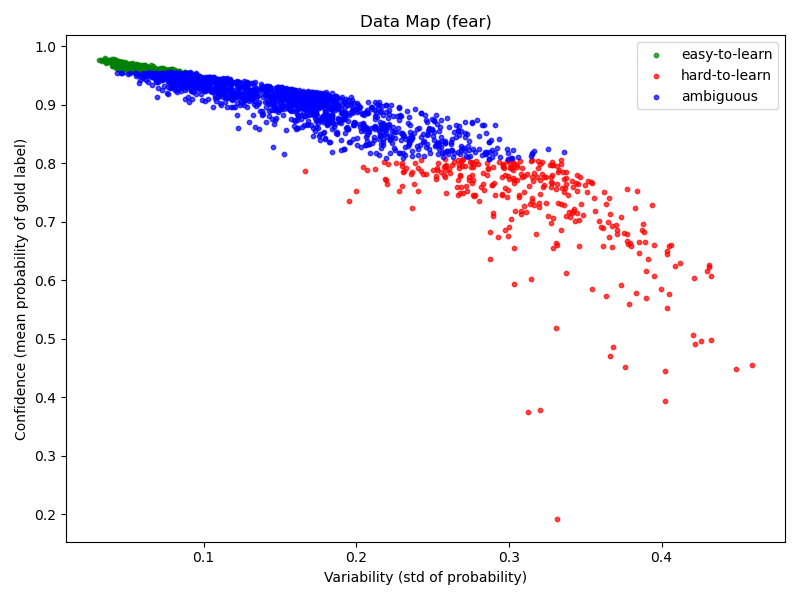 Data Map (fear)
easy-to-learn
hard-to-learn
ambiguous
Confidence (mean probability of gold label)
1.0
0.9
0.8
0.7
0.6
0.5
0.4
0.3
0.2
0.1
0.2
0.3
0.4
Variability (std of probability)